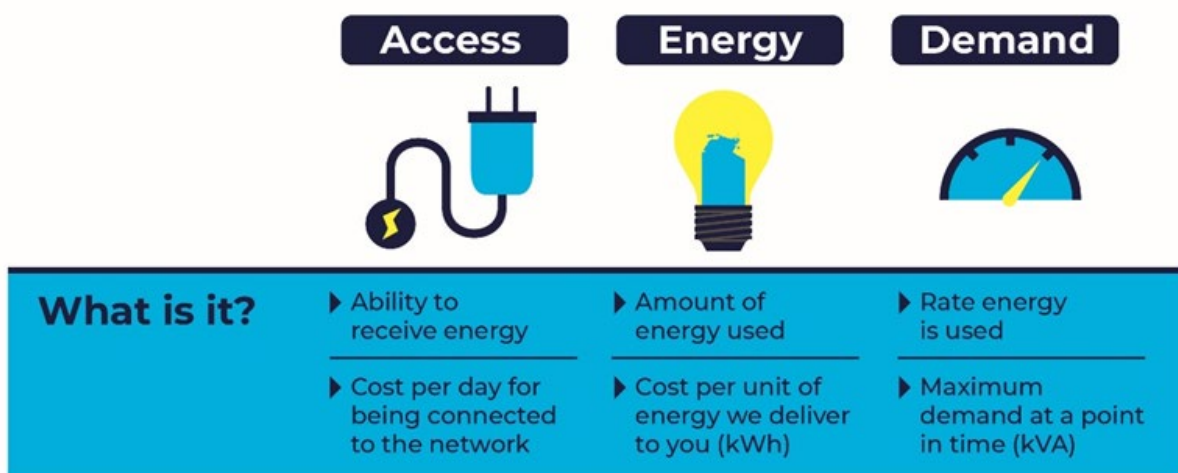 Access
Energy
Demand
What is it?
Ability to
receive energy
Cost per day for
being connected
to the network
Amount of
energy used
Cost per unit of
energy we deliver
to you (kWh)
Rate energy
is used
Maximum
demand at a point
in time (kVA)